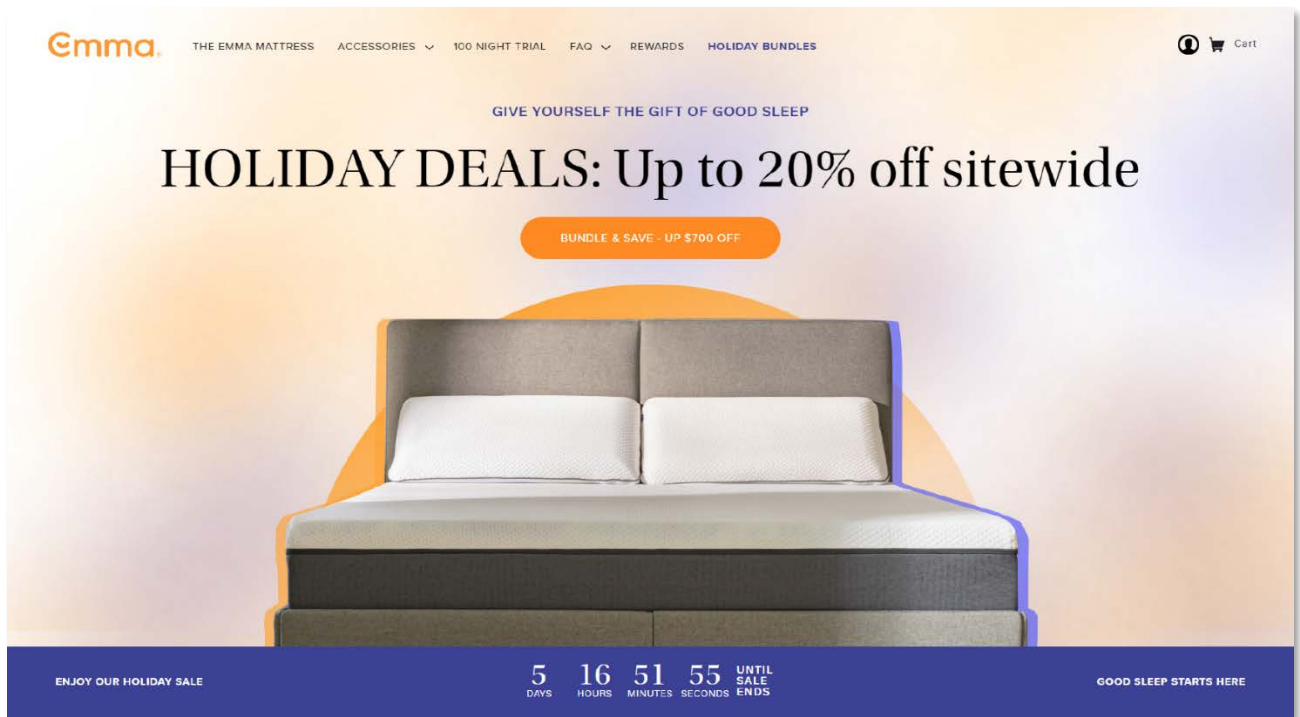 emma
THE EMMA MATTRESS ACCESSORIES 100 NIGHT TRIAL FAQ REWARDS HOLIDAY BUNDLES
Cart
GIVE YOURSELF THE GIFT OF GOOD SLEEP
HOLIDAY DEALS: Up to 20% off sitewide
BUNDLE & SAVE - UP $700 OFF
ENJOY OUR HOLIDAY SALE
5 16 51 55
DAYS HOURS MINUTES SECONDS
UNTIL
SALE
ENDS
GOOD SLEEP STARTS HERE